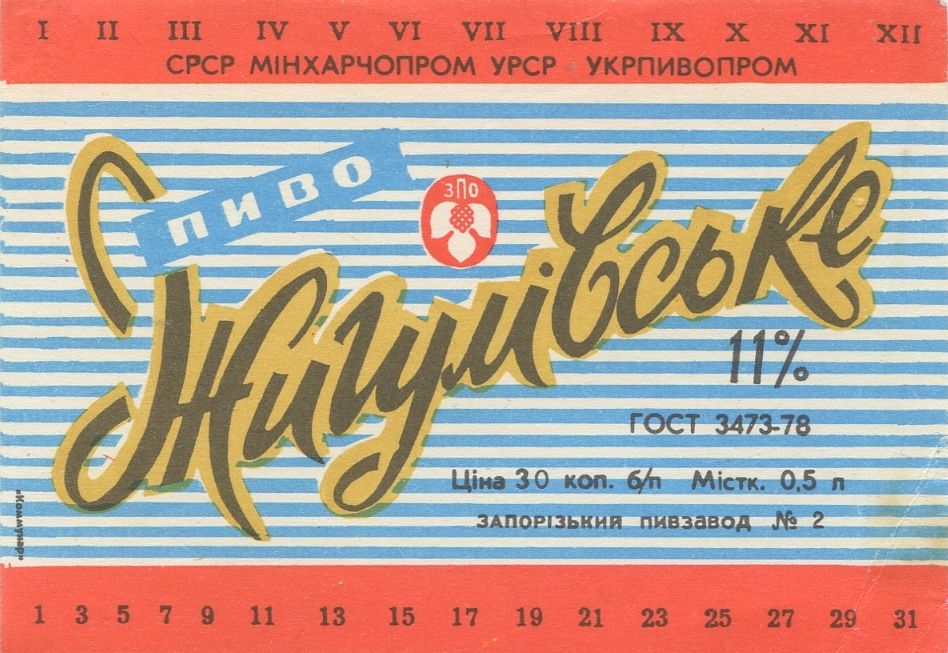 I II III IV V VI VII VIII IX X XI XII
СРСР МІНХАРЧОПРОМ УРСР УКРПИВОПРОМ
ПИВО
ЗПО
Жигулівське
11%
ГОСТ 3473-78
Ціна 30 коп. б/п Містк. 0,5 л
ЗАПОРІЗЬКИЙ ПИВЗАВОД № 2
«Коммунар»
1 3 5 7 9 11 13 15 17 19 21 23 25 27 29 31